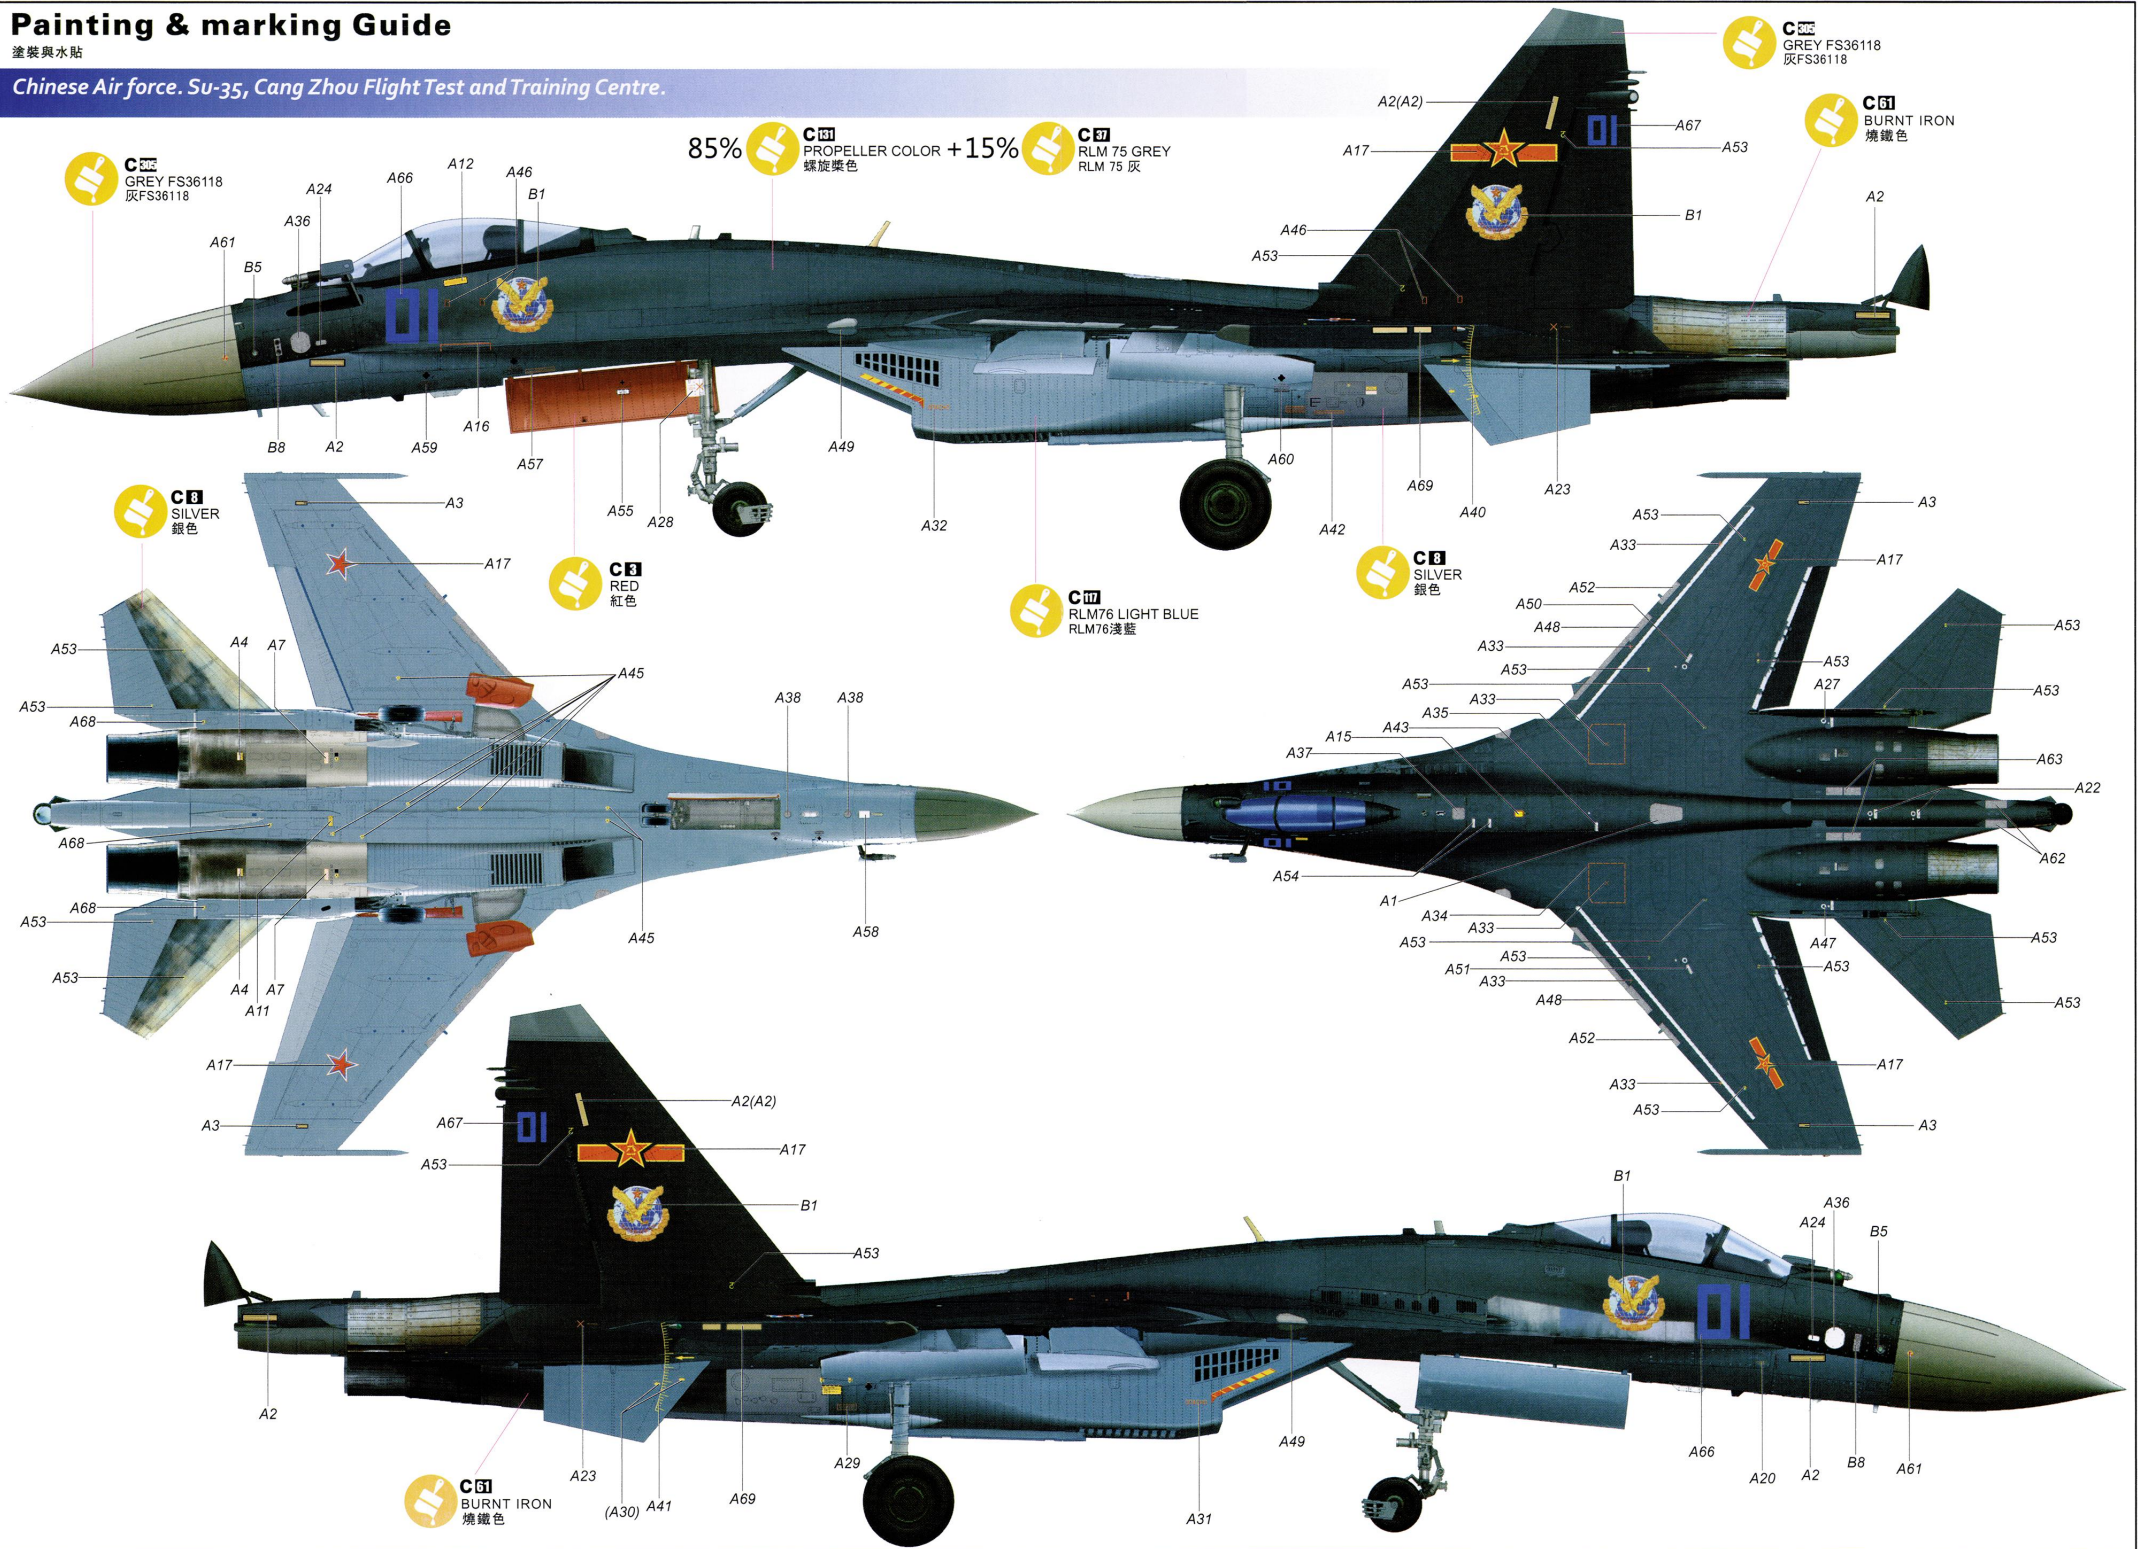 Painting & marking Guide
塗裝與水貼
Chinese Air force. Su-35, Cang Zhou Flight Test and Training Centre.
C305
GREY FS36118
灰FS36118
85%
C131
PROPELLER COLOR
螺旋槳色
+15%
C37
RLM 75 GREY
RLM 75 灰
C305
GREY FS36118
灰FS36118
C61
BURNT IRON
燒鐵色
A61
B5
A36
A24
A66
A12
A46
B1
A2(A2)
A17
01
A67
A53
B1
A46
A53
A2
01
B8
A2
A59
A16
A57
A55
A28
A49
A32
A60
A42
A69
A40
A23
C8
SILVER
銀色
C3
RED
紅色
C117
RLM76 LIGHT BLUE
RLM76淺藍
C8
SILVER
銀色
A3
A17
A53
A4
A7
A45
A53
A68
A38
A38
A68
A68
A53
A53
A4
A11
A7
A45
A58
A17
A3
A53
A33
A52
A50
A48
A33
A53
A53
A33
A35
A43
A15
A37
A3
A17
A53
A53
A27
A53
A63
A22
A62
A54
A1
A34
A33
A53
A53
A51
A33
A48
A52
A33
A53
A47
A53
A53
A53
A17
A3
01
01
A67
01
A53
A2(A2)
A17
B1
A53
A2
A23
(A30)
A41
A69
A29
A31
A49
B1
A24
A36
B5
01
A66
A20
A2
B8
A61
C61
BURNT IRON
燒鐵色